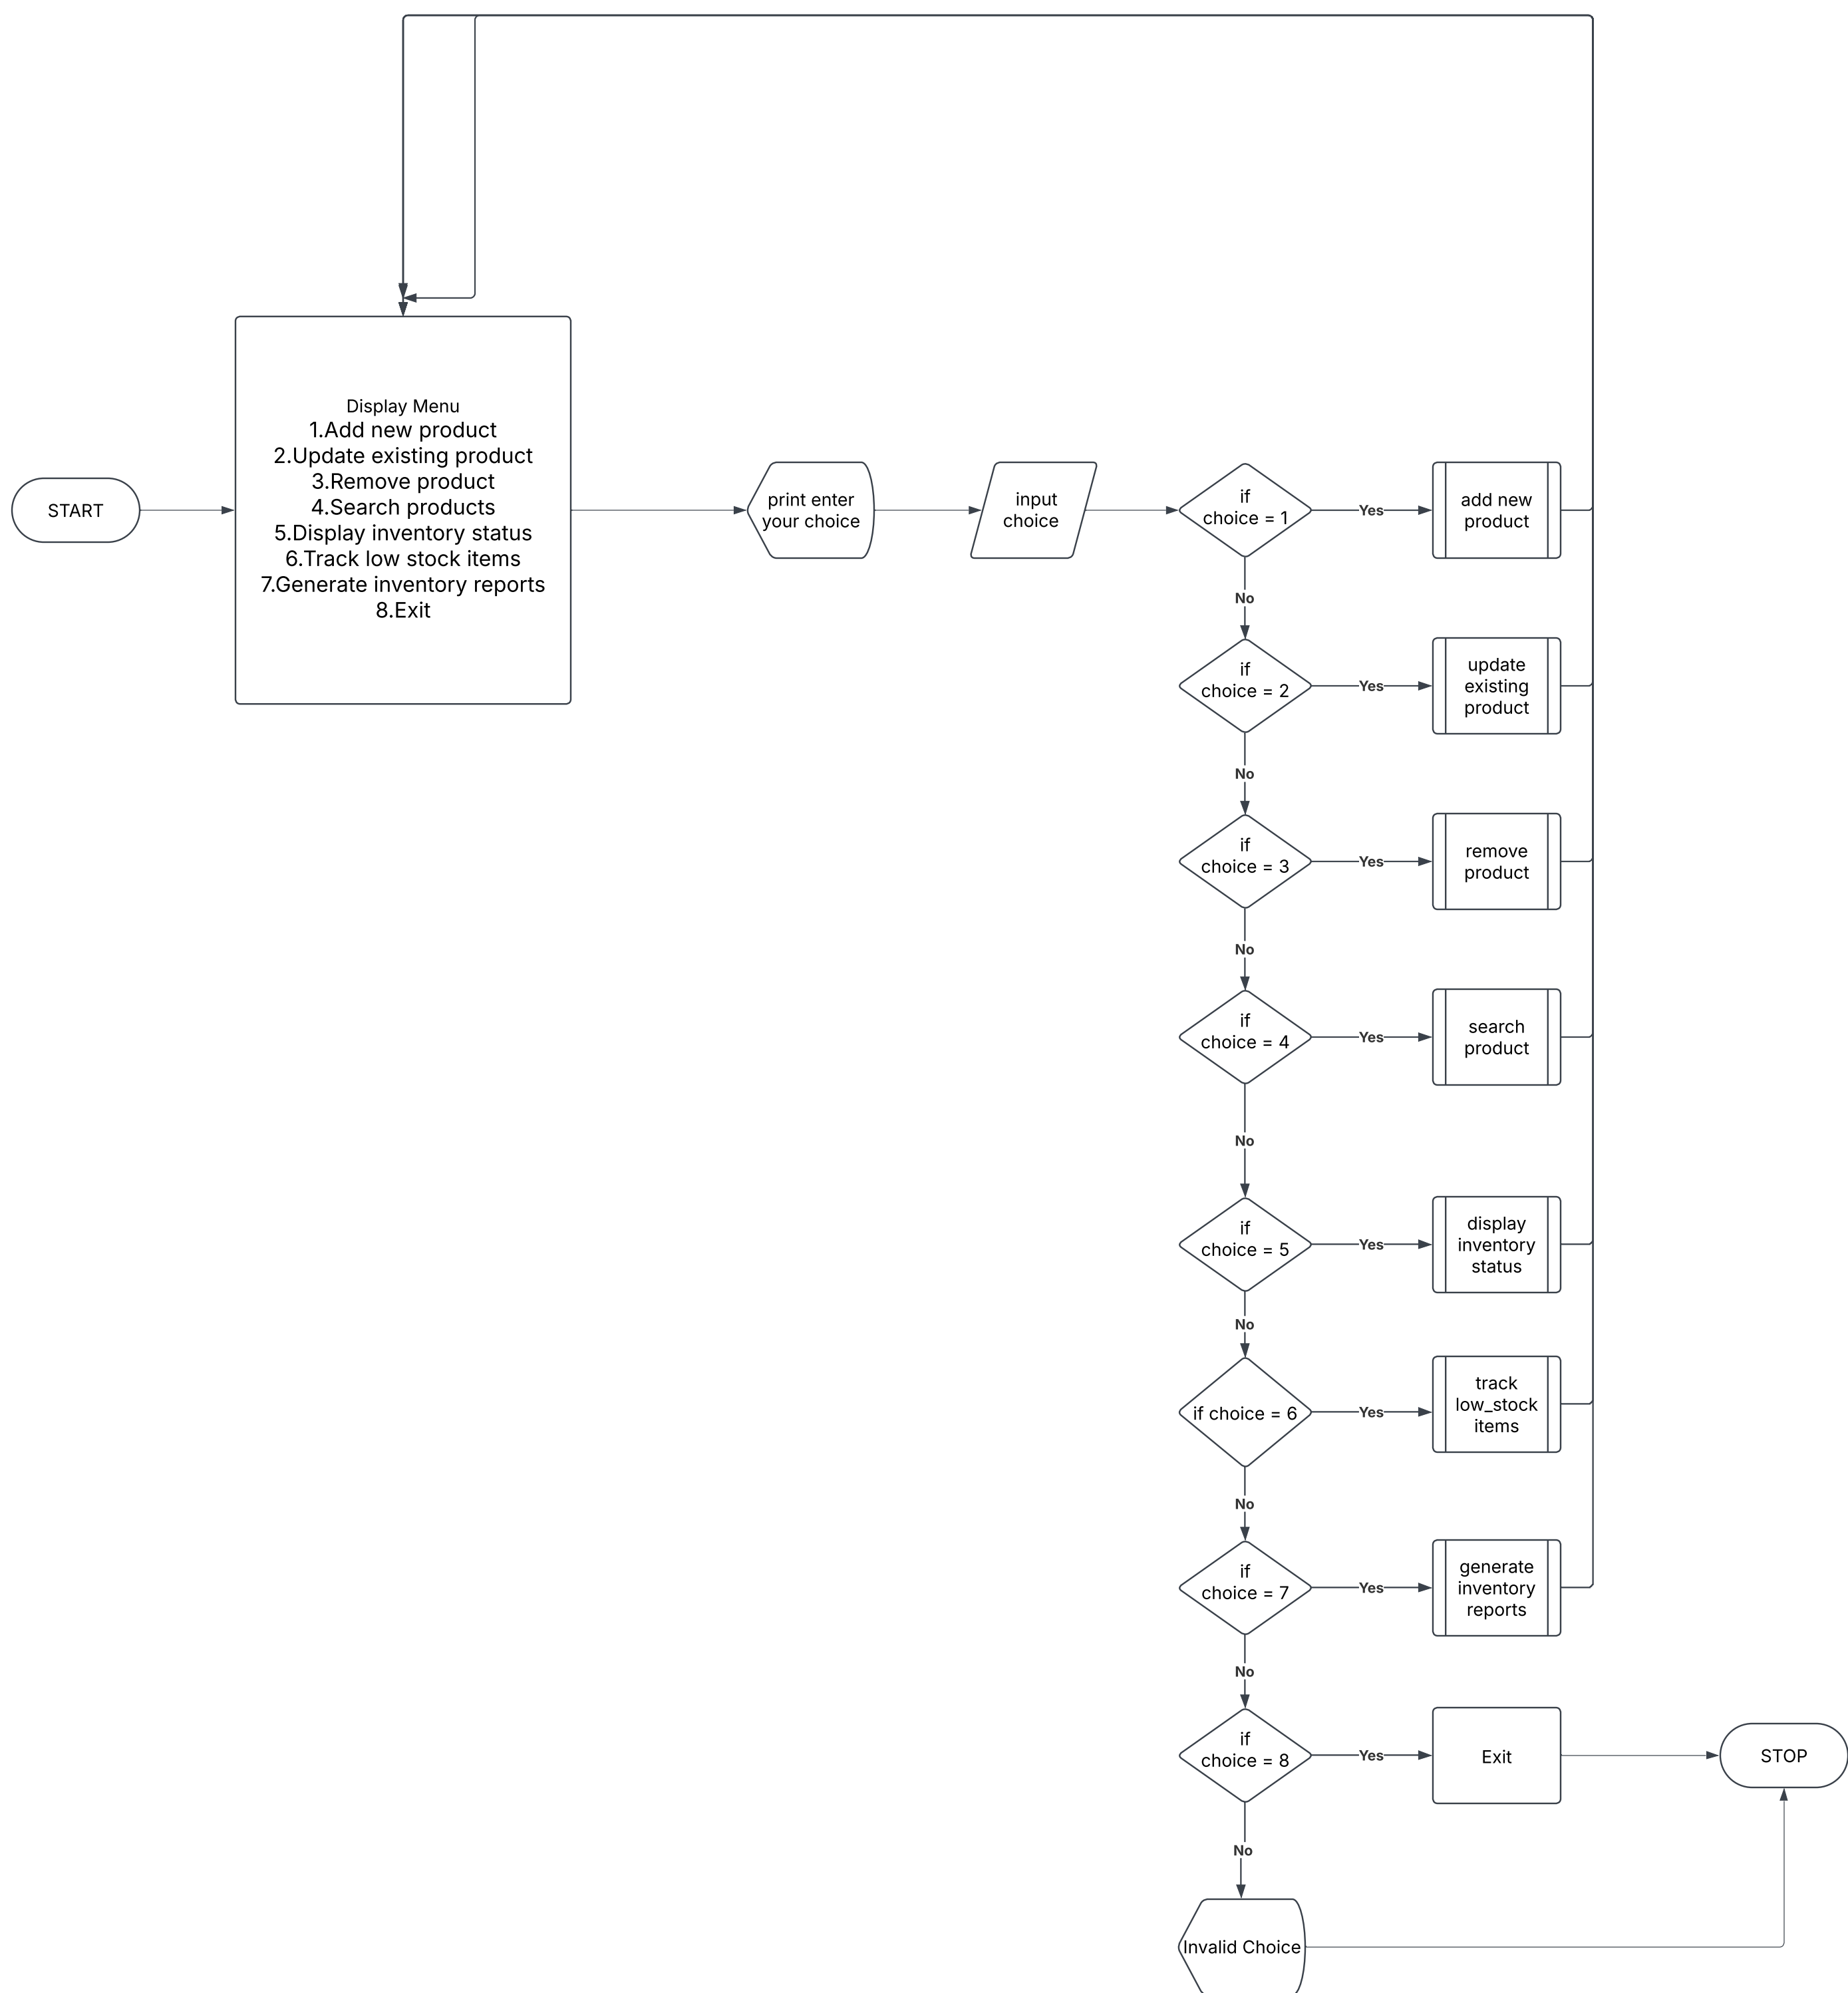 START
Display Menu
1.Add new product
2.Update existing product
3.Remove product
4.Search products
5.Display inventory status
6.Track low stock items
7.Generate inventory reports
8.Exit
print enter
your choice
input
choice
if
choice = 1
Yes
add new
product
No
if
choice = 2
Yes
update
existing
product
No
if
choice = 3
Yes
remove
product
No
if
choice = 4
Yes
search
product
No
if
choice = 5
Yes
display
inventory
status
No
if choice = 6
Yes
track
low_stock
items
No
if
choice = 7
Yes
generate
inventory
reports
No
if
choice = 8
Yes
Exit
STOP
No
Invalid Choice